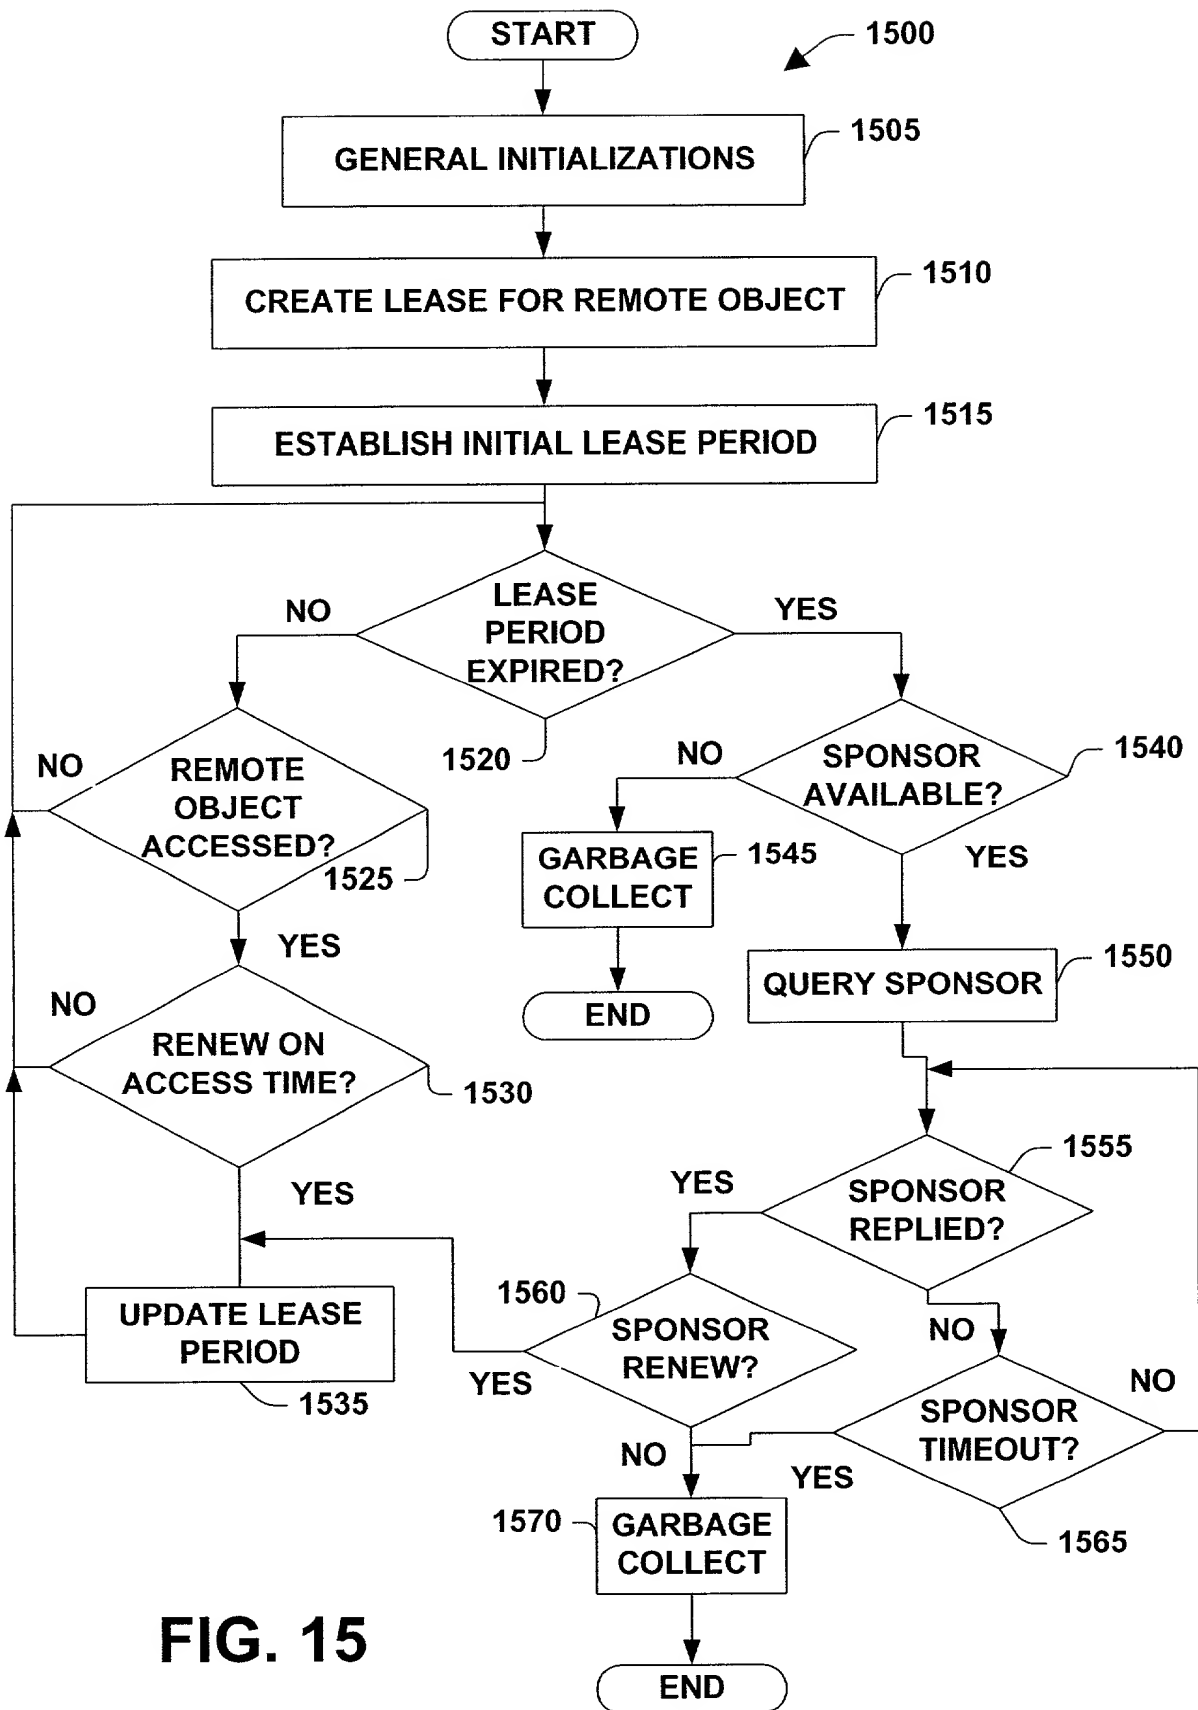 START
1500
GENERAL INITIALIZATIONS
1505
CREATE LEASE FOR REMOTE OBJECT
1510
ESTABLISH INITIAL LEASE PERIOD
1515
LEASE
PERIOD
EXPIRED?
NO
YES
1520
REMOTE
OBJECT
ACCESSED?
NO
1525
YES
SPONSOR
AVAILABLE?
1540
NO
YES
GARBAGE
COLLECT
1545
END
QUERY SPONSOR
1550
RENEW ON
ACCESS TIME?
NO
1530
YES
SPONSOR
REPLIED?
1555
YES
NO
UPDATE LEASE
PERIOD
1535
SPONSOR
RENEW?
1560
YES
NO
SPONSOR
TIMEOUT?
NO
YES
1565
GARBAGE
COLLECT
1570
END
FIG. 15